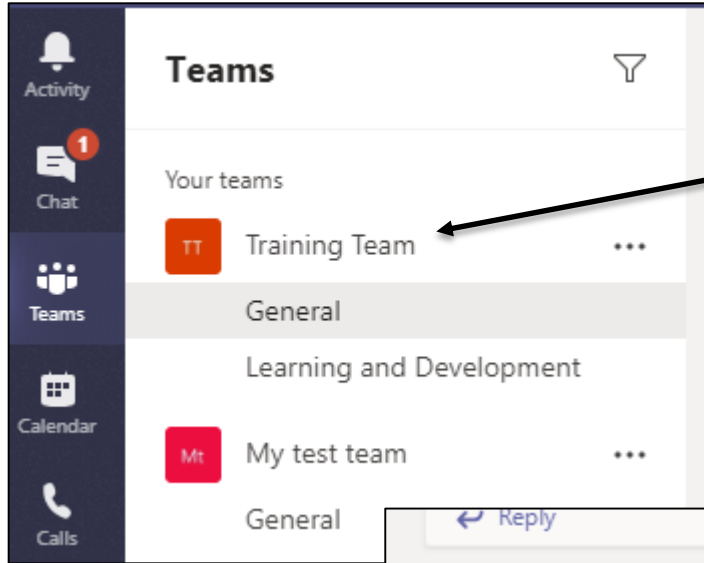 Activity
1
Chat
Teams
Calendar
Calls
Teams
Your teams
TT Training Team ...
General
Learning and Development
Mt My test team ...
General
Reply